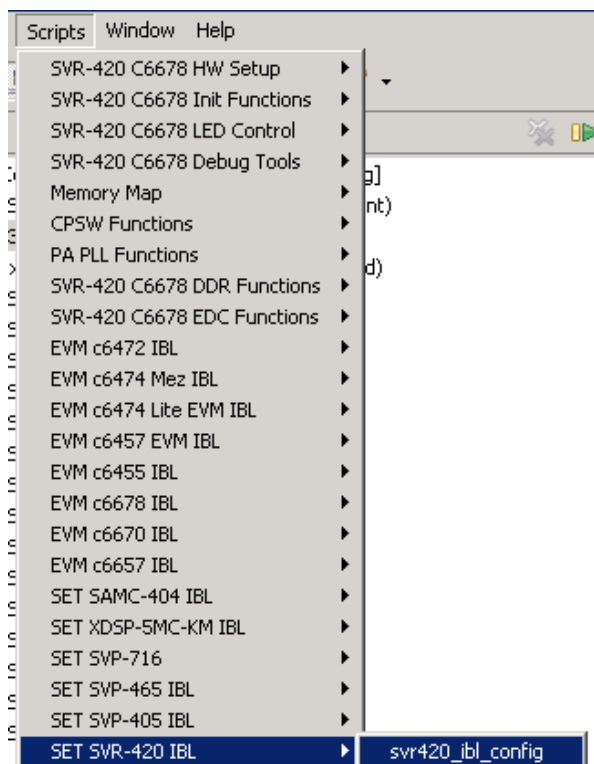 Scripts Window Help
SVR-420 C6678 HW Setup
SVR-420 C6678 Init Functions
SVR-420 C6678 LED Control
SVR-420 C6678 Debug Tools
g]
Memory Map
nt)
CPSW Functions
PA PLL Functions
d)
SVR-420 C6678 DDR Functions
SVR-420 C6678 EDC Functions
EVM c6472 IBL
EVM c6474 Mez IBL
EVM c6474 Lite EVM IBL
EVM c6457 EVM IBL
EVM c6455 IBL
EVM c6678 IBL
EVM c6670 IBL
EVM c6657 IBL
SET SAMC-404 IBL
SET XDSP-5MC-KM IBL
SET SVP-716
SET SVP-465 IBL
SET SVP-405 IBL
SET SVR-420 IBL svr420_ibl_config